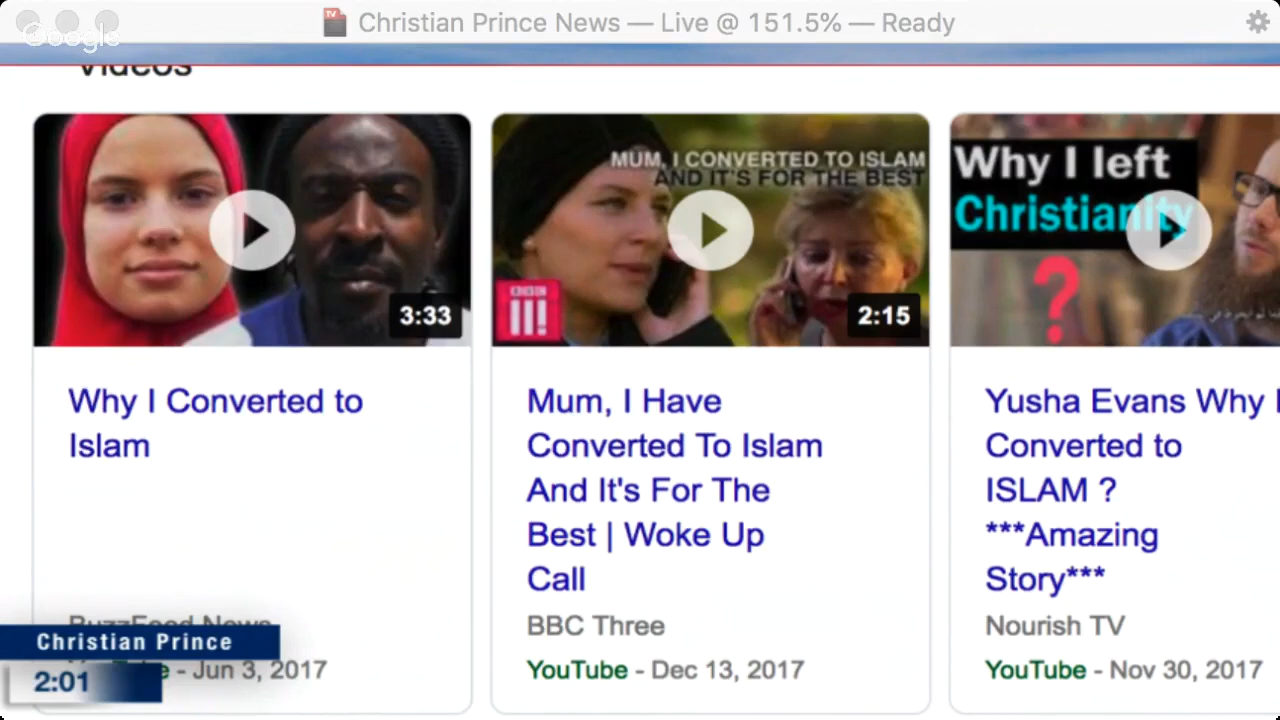 Christian Prince News — Live @ 151.5% — Ready
Google
Videos
MUM, I CONVERTED TO ISLAM
AND IT'S FOR THE BEST
Why I left
Christianity
?
BBC
III!
3:33
2:15
Why I Converted to
Islam
Mum, I Have
Converted To Islam
And It's For The
Best | Woke Up
Call
Yusha Evans Why I
Converted to
ISLAM ?
***Amazing
Story***
BuzzFeed News
BBC Three
Nourish TV
Christian Prince
2:01
- Jun 3, 2017
YouTube - Dec 13, 2017
YouTube - Nov 30, 2017